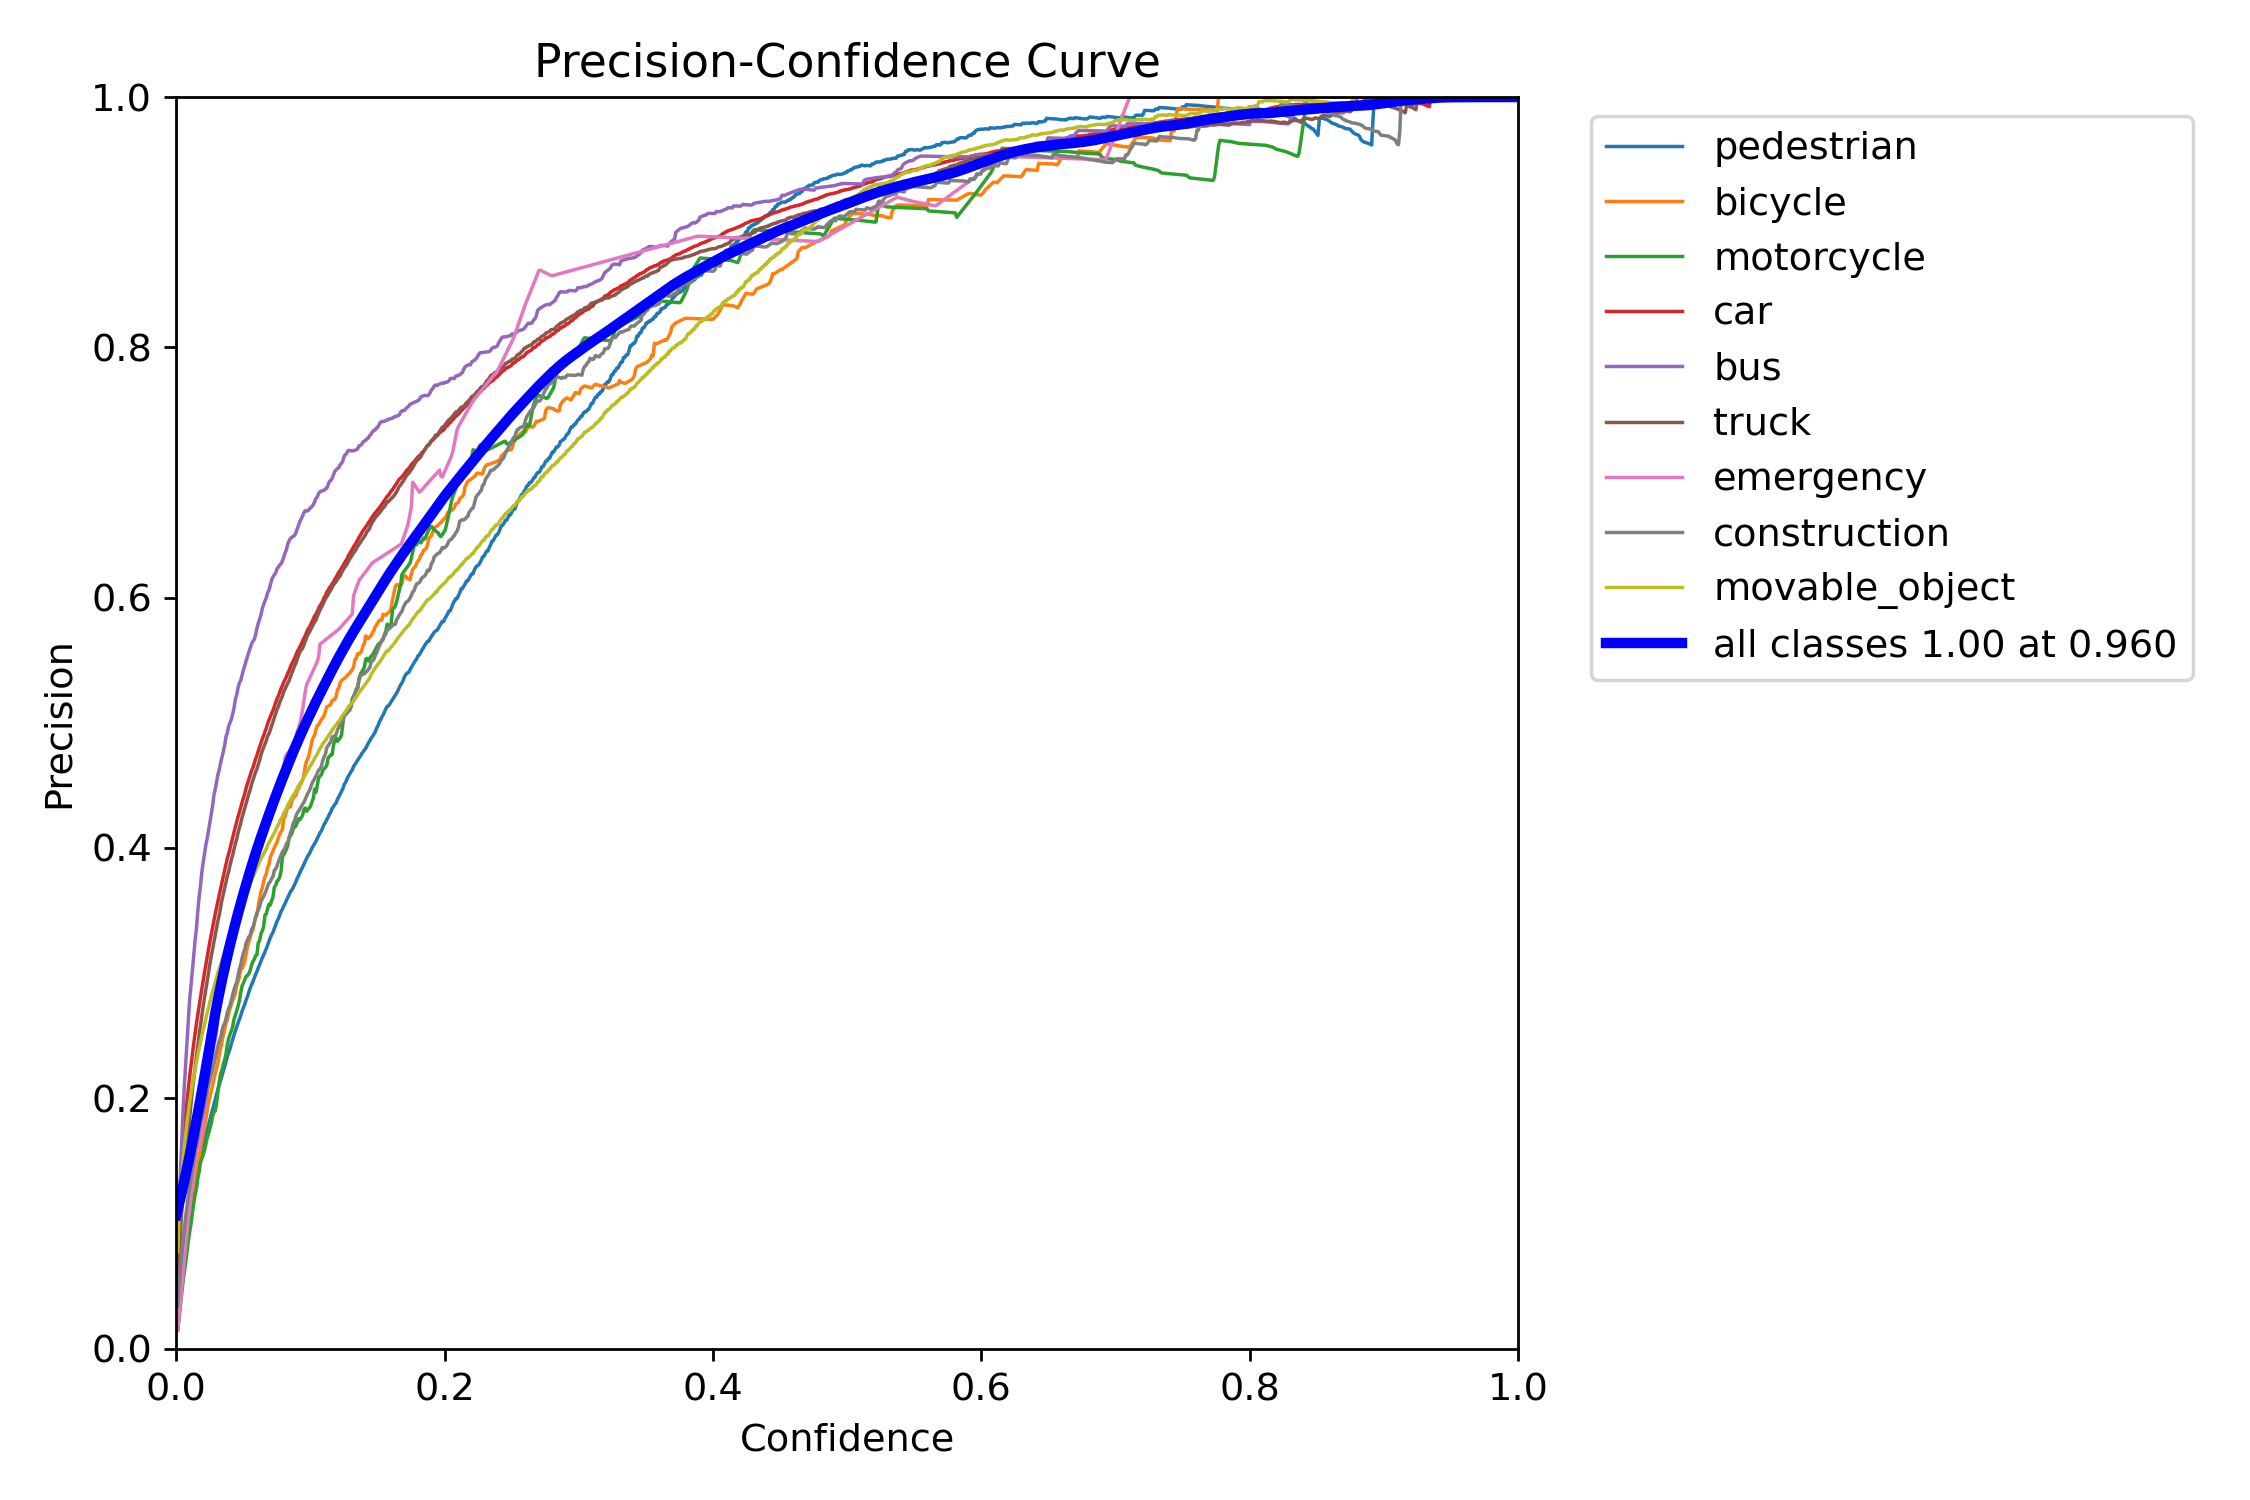 Precision-Confidence Curve
1.0
0.8
0.6
0.4
0.2
0.0
Precision
0.0 0.2 0.4 0.6 0.8 1.0
Confidence
pedestrian
bicycle
motorcycle
car
bus
truck
emergency
construction
movable_object
all classes 1.00 at 0.960